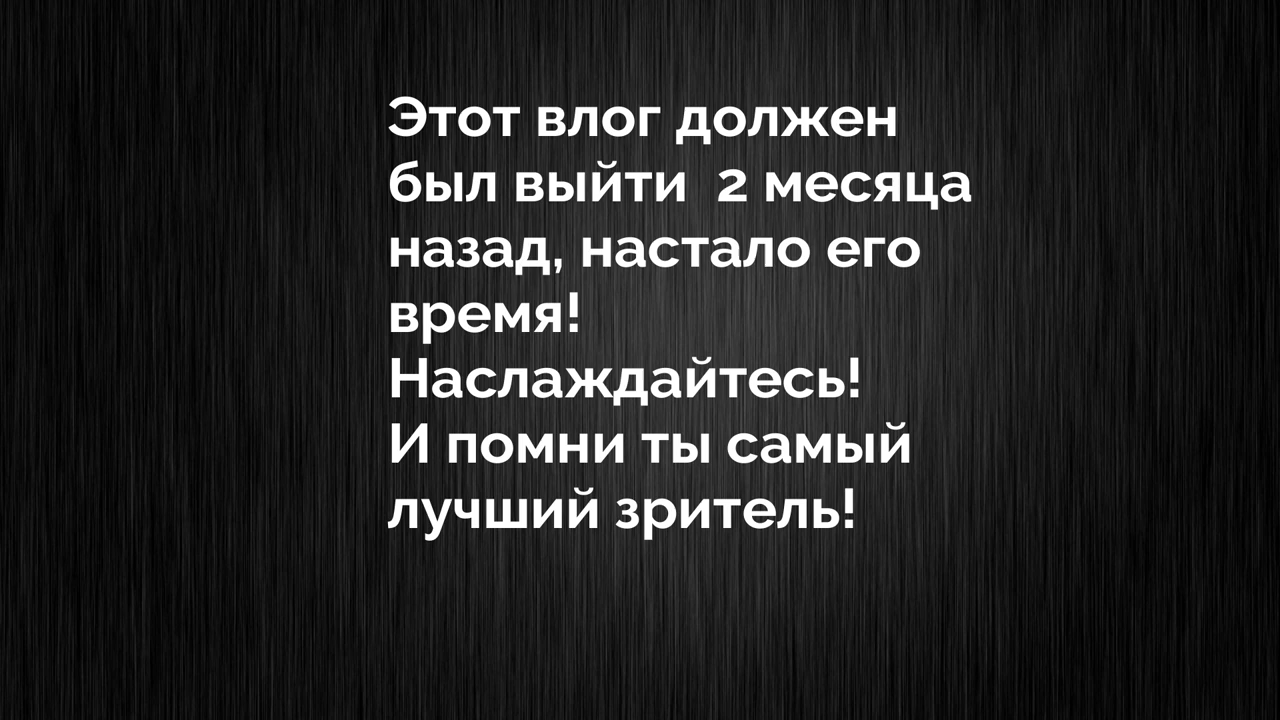 Этот влог должен
был выйти  2 месяца
назад, настало его
время!
Наслаждайтесь!
И помни ты самый
лучший зритель!